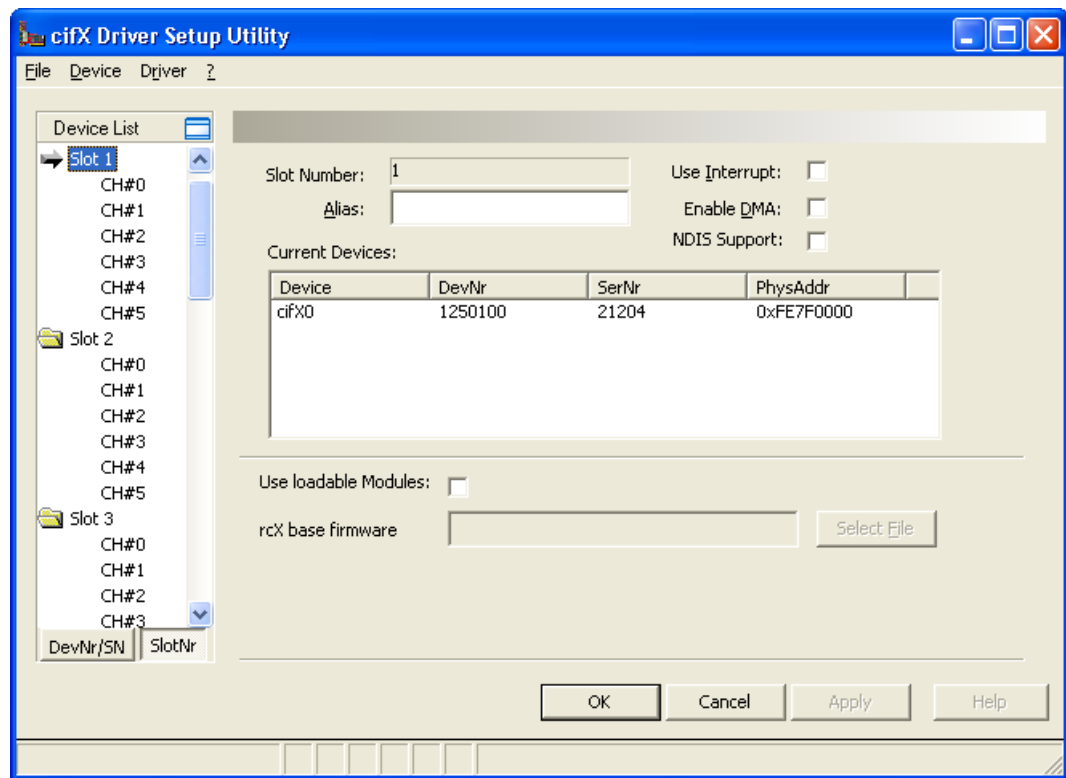 cifX Driver Setup Utility
File Device Driver ?
Device List
Slot 1
CH#0
CH#1
CH#2
CH#3
CH#4
CH#5
Slot 2
CH#0
CH#1
CH#2
CH#3
CH#4
CH#5
Slot 3
CH#0
CH#1
CH#2
CH#3
DevNr/SN SlotNr
Slot Number: 1
Alias:
Use Interrupt:
Enable DMA:
NDIS Support:
Current Devices:
Device DevNr SerNr PhysAddr
cifX0 1250100 21204 0xFE7F0000
Use loadable Modules:
rcX base firmware Select File
OK Cancel Apply Help